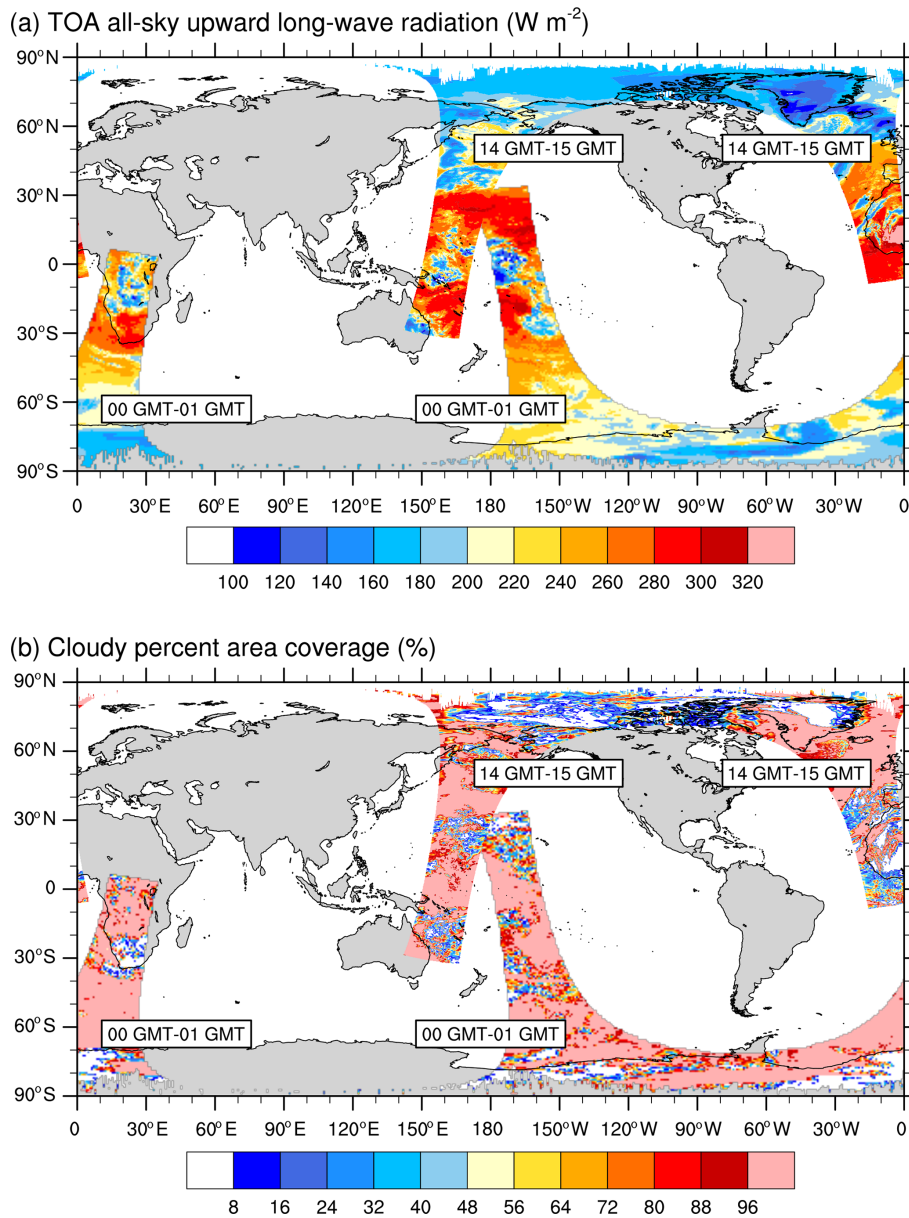 (a) TOA all-sky upward long-wave radiation (W m-2)
90°N
60°N
30°N
0
30°S
60°S
90°S
14 GMT-15 GMT
14 GMT-15 GMT
00 GMT-01 GMT
00 GMT-01 GMT
0 30°E 60°E 90°E 120°E 150°E 180 150°W 120°W 90°W 60°W 30°W 0
100 120 140 160 180 200 220 240 260 280 300 320
(b) Cloudy percent area coverage (%)
90°N
60°N
30°N
0
30°S
60°S
90°S
14 GMT-15 GMT
14 GMT-15 GMT
00 GMT-01 GMT
00 GMT-01 GMT
0 30°E 60°E 90°E 120°E 150°E 180 150°W 120°W 90°W 60°W 30°W 0
8 16 24 32 40 48 56 64 72 80 88 96